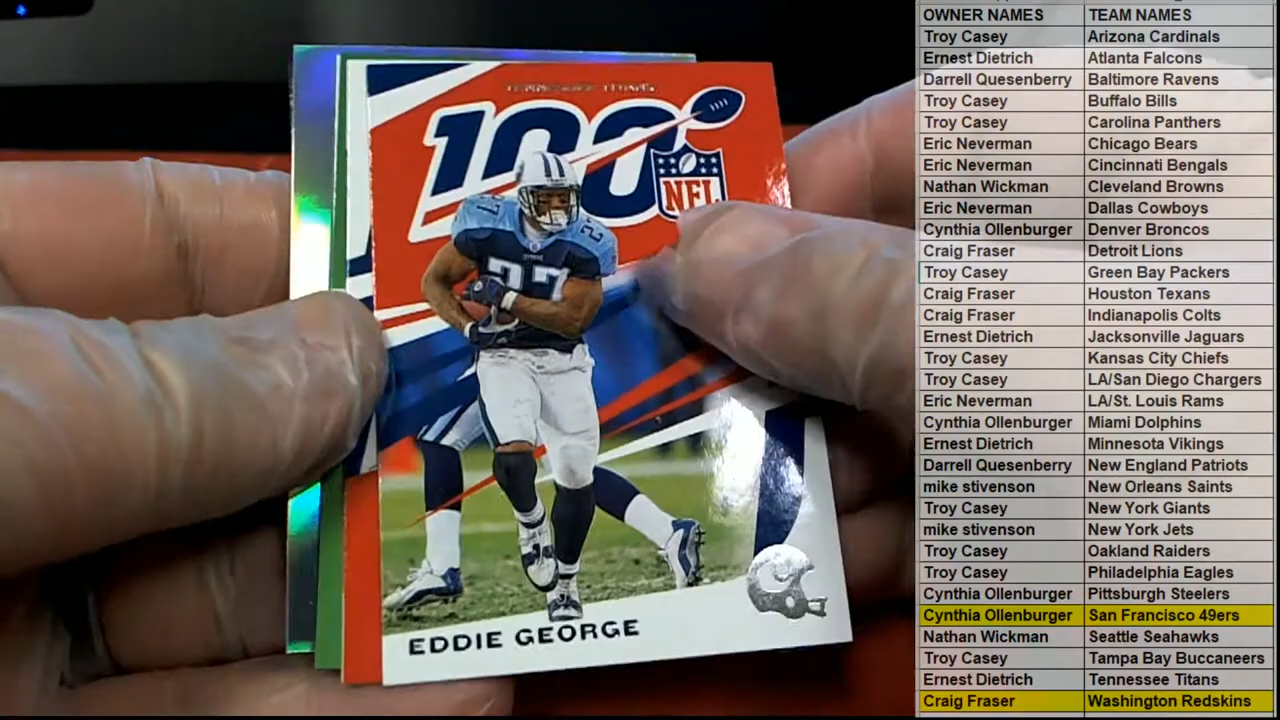 100
NFL
27
27
27
EDDIE GEORGE
OWNER NAMES TEAM NAMES
Troy Casey Arizona Cardinals
Ernest Dietrich Atlanta Falcons
Darrell Quesenberry Baltimore Ravens
Troy Casey Buffalo Bills
Troy Casey Carolina Panthers
Eric Neverman Chicago Bears
Eric Neverman Cincinnati Bengals
Nathan Wickman Cleveland Browns
Eric Neverman Dallas Cowboys
Cynthia Ollenburger Denver Broncos
Craig Fraser Detroit Lions
Troy Casey Green Bay Packers
Craig Fraser Houston Texans
Craig Fraser Indianapolis Colts
Ernest Dietrich Jacksonville Jaguars
Troy Casey Kansas City Chiefs
Troy Casey LA/San Diego Chargers
Eric Neverman LA/St. Louis Rams
Cynthia Ollenburger Miami Dolphins
Ernest Dietrich Minnesota Vikings
Darrell Quesenberry New England Patriots
mike stivenson New Orleans Saints
Troy Casey New York Giants
mike stivenson New York Jets
Troy Casey Oakland Raiders
Troy Casey Philadelphia Eagles
Cynthia Ollenburger Pittsburgh Steelers
Cynthia Ollenburger San Francisco 49ers
Nathan Wickman Seattle Seahawks
Troy Casey Tampa Bay Buccaneers
Ernest Dietrich Tennessee Titans
Craig Fraser Washington Redskins